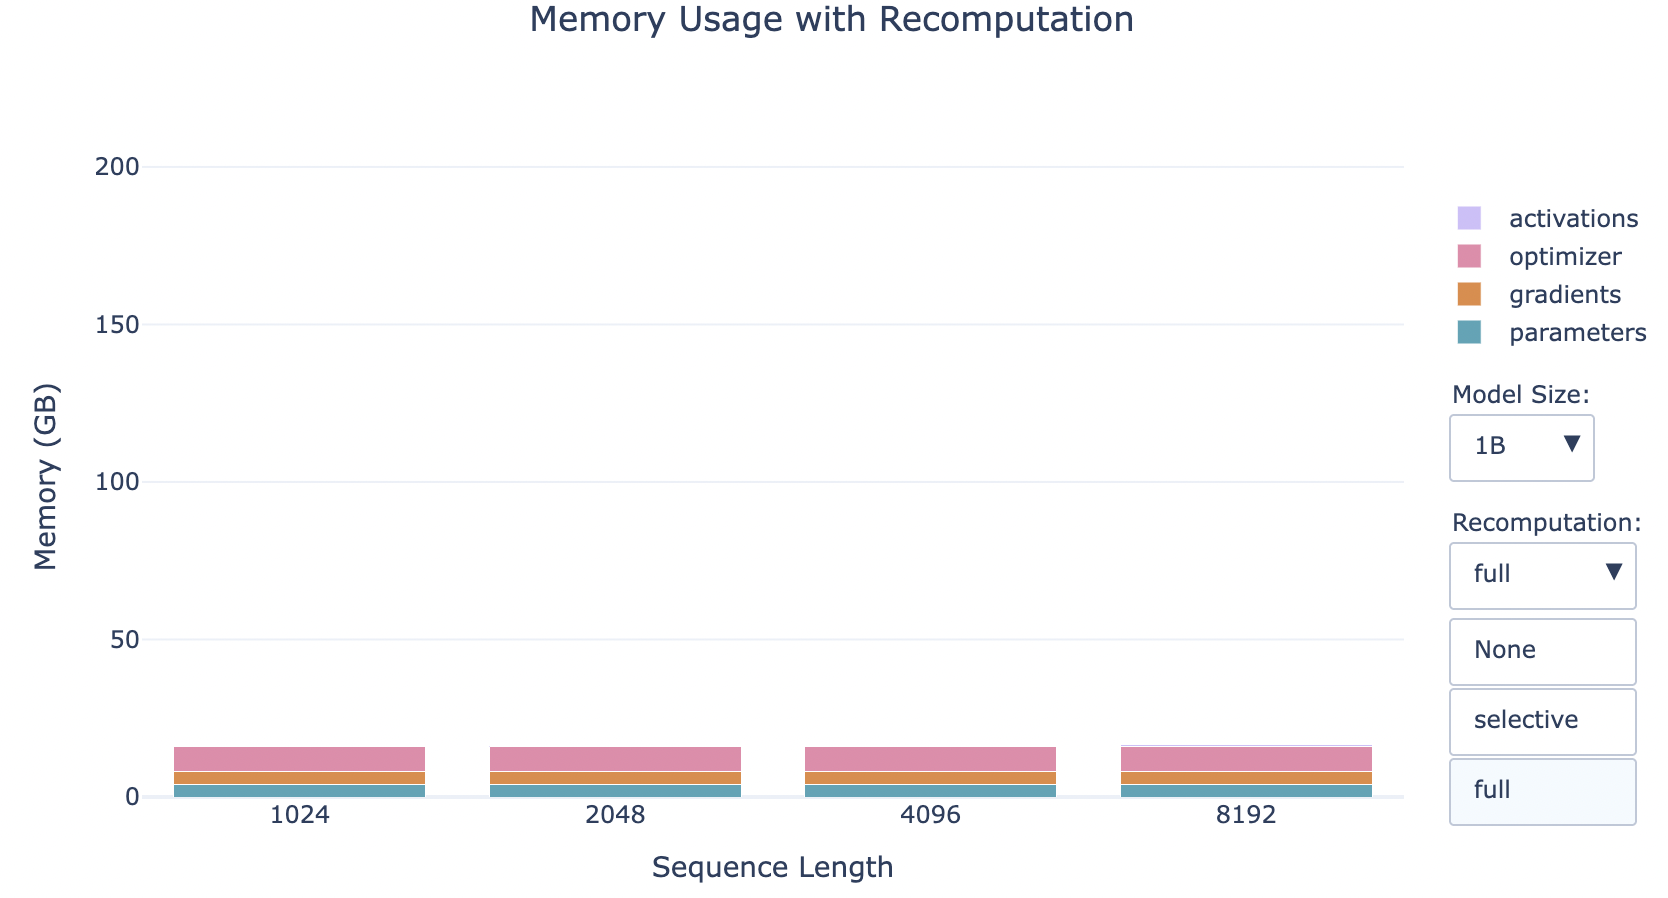 Memory Usage with Recomputation
200
150
100
50
0
Memory (GB)
1024 2048 4096 8192
Sequence Length
activations
optimizer
gradients
parameters
Model Size:
1B ▼
Recomputation:
full ▼
None
selective
full